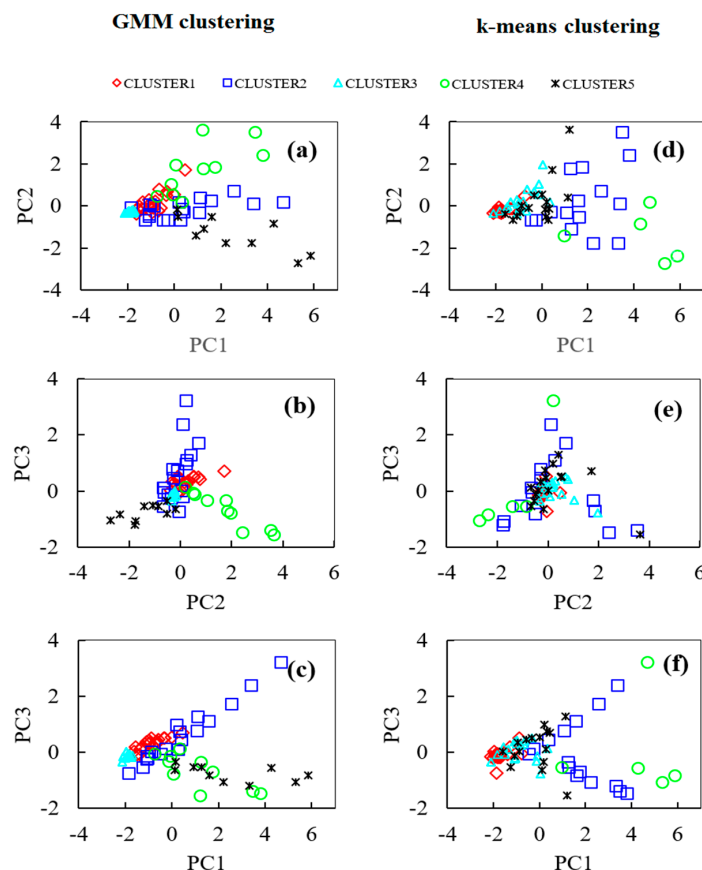 GMM clustering k-means clustering
CLUSTER1 CLUSTER2 CLUSTER3 CLUSTER4 CLUSTER5
4 (a) 4 (d)
2 2
PC2 0 PC2 0
-2 -2
-4 -4
-2 0 2 4 6 -4 -2 0 2 4 6
PC1 PC1
4 (b) 4 (e)
2 2
PC3 PC3
0 0
-2 -2
-4 -2 0 2 4 6 -4 -2 0 2 4 6
PC2 PC2
4 (c) 4 (f)
2 2
PC3 PC3
0 0
-2 -2
-4 -2 0 2 4 6 -4 -2 0 2 4 6
PC1 PC1